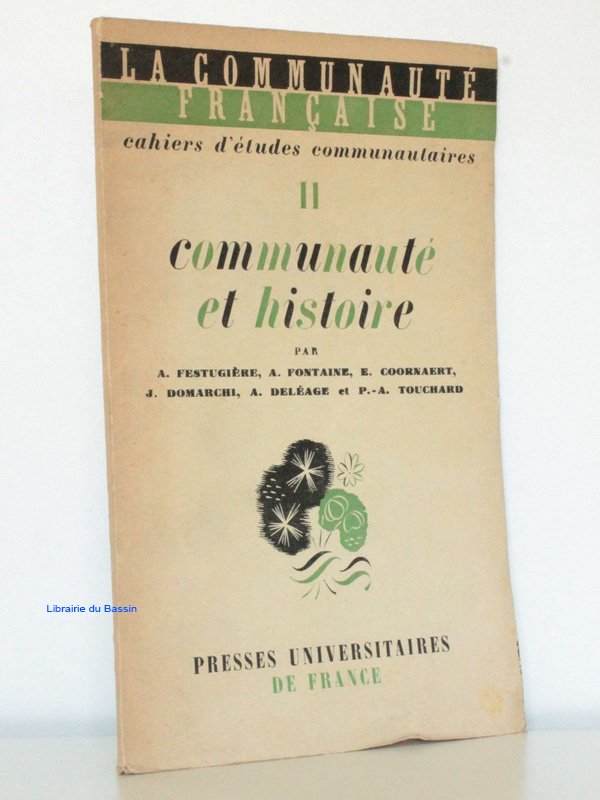 LA COMMUNAUTÉ
FRANÇAISE
cahiers d'études communautaires
II
communauté
et histoire
PAR
A. FESTUGIÈRE, A. FONTAINE, E. COORNAERT,
J. DOMARCHI, A. DELÉAGE et P.-A. TOUCHARD
Librairie du Bassin
PRESSES UNIVERSITAIRES
DE FRANCE